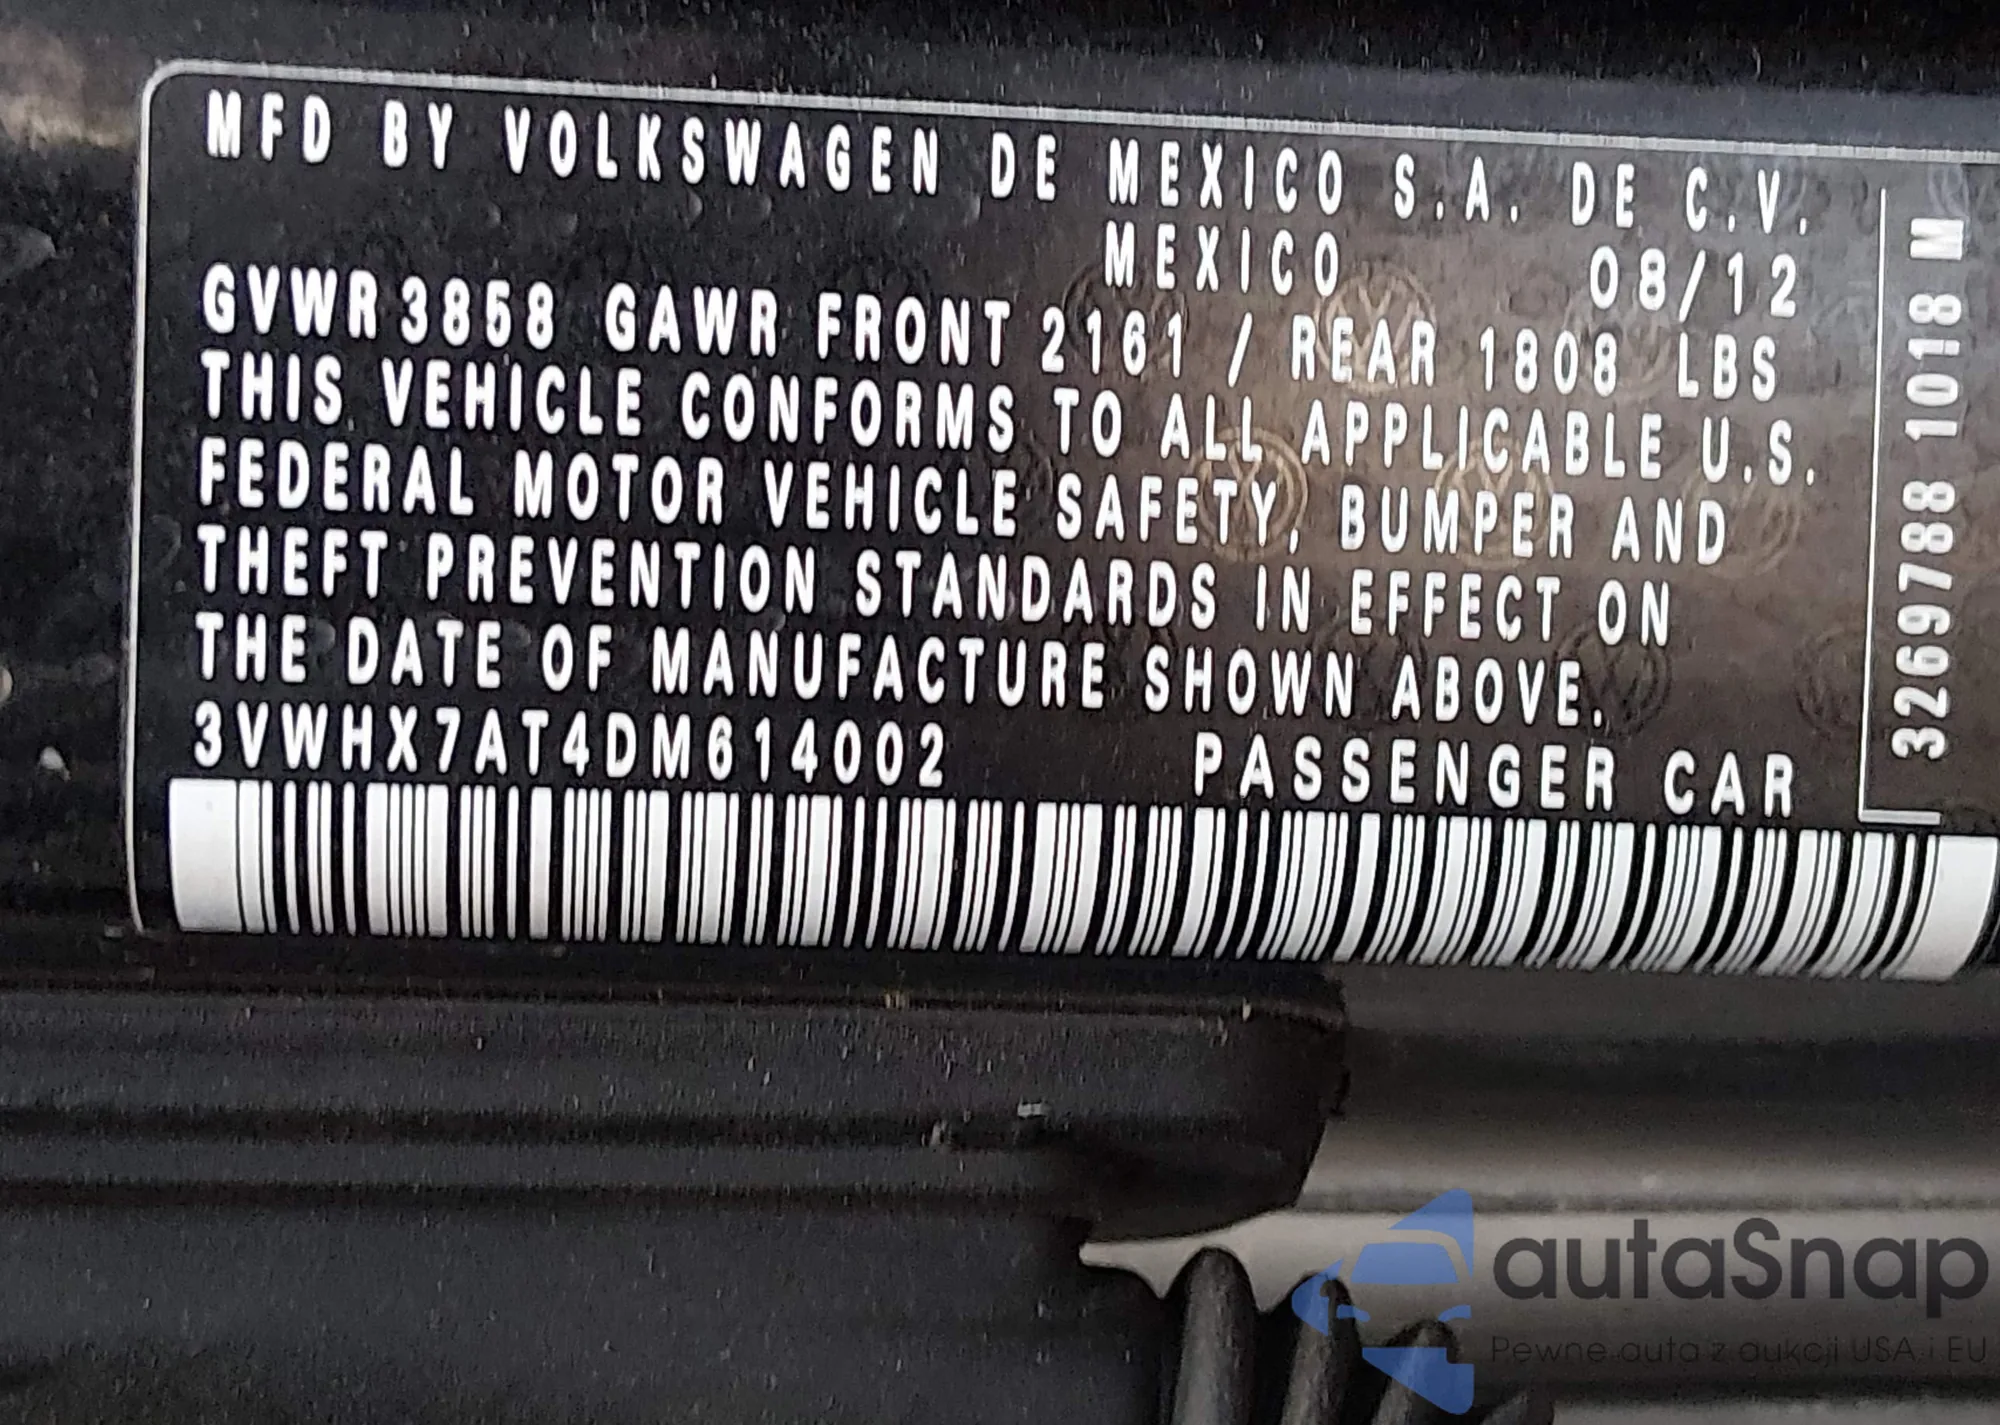 MFD BY VOLKSWAGEN DE MEXICO S.A. DE C.V.
MEXICO 08/12
GVWR 3858 GAWR FRONT 2161 / REAR 1808 LBS
THIS VEHICLE CONFORMS TO ALL APPLICABLE U.S.
FEDERAL MOTOR VEHICLE SAFETY, BUMPER AND
THEFT PREVENTION STANDARDS IN EFFECT ON
THE DATE OF MANUFACTURE SHOWN ABOVE.
3VWHX7AT4DM614002 PASSENGER CAR
3269788 1018 M
autaSnap
Pewne auta z aukcji USA i EU